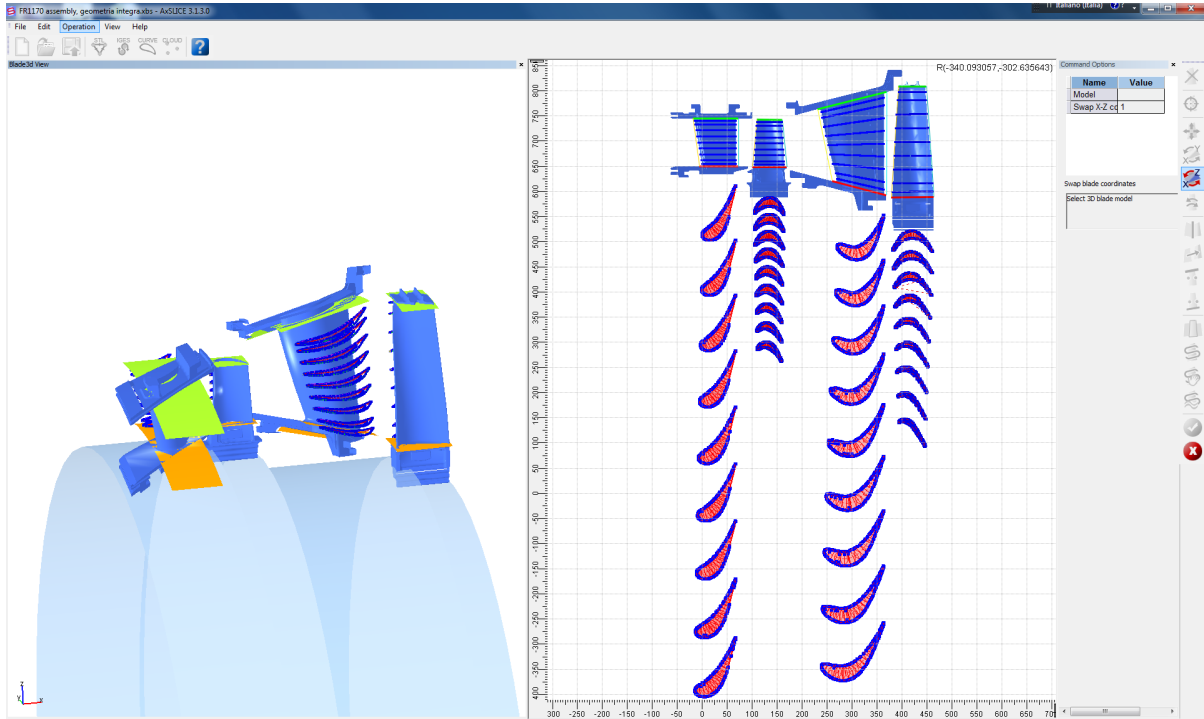 FR1170 assembly, geometria integra.xbs - AxSLICE 3.1.3.0
IT Italiano (Italia)
File Edit Operation View Help
STL IGES CURVE CLOUD
Blade3d View
R(-340.093057,-302.635643)
Command Options
Name Value
Model
Swap X-Z cc 1
Swap blade coordinates
Select 3D blade model
850
800
750
700
650
600
550
500
450
400
350
300
250
200
150
100
50
0
-50
-100
-150
-200
-250
-300
-350
400
300 -250 -200 -150 -100 -50 0 50 100 150 200 250 300 350 400 450 500 550 600 650 70
Z
Y
X